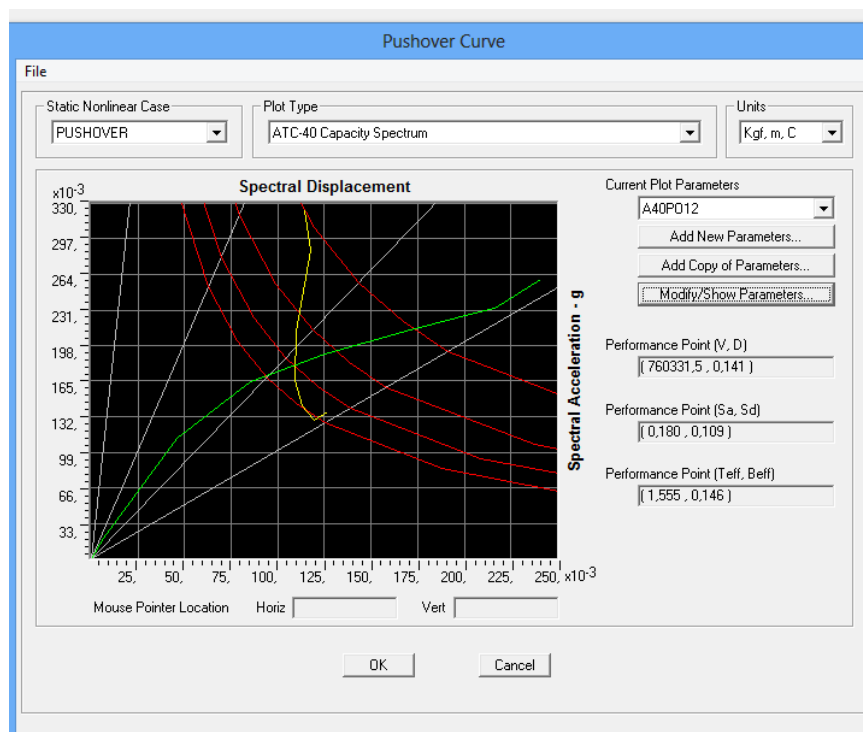 Pushover Curve
File
Static Nonlinear Case
PUSHOVER
Plot Type
ATC-40 Capacity Spectrum
Units
Kgf, m, C
Spectral Displacement
x10-3
330,
297,
264,
231,
198,
165,
132,
99,
66,
33,
25, 50, 75, 100, 125, 150, 175, 200, 225, 250, x10-3
Spectral Acceleration - g
Mouse Pointer Location Horiz Vert
Current Plot Parameters
A40PO12
Add New Parameters...
Add Copy of Parameters...
Modify/Show Parameters...
Performance Point (V, D)
( 760331,5 , 0,141 )
Performance Point (Sa, Sd)
( 0,180 , 0,109 )
Performance Point (Teff, Beff)
( 1,555 , 0,146 )
OK Cancel